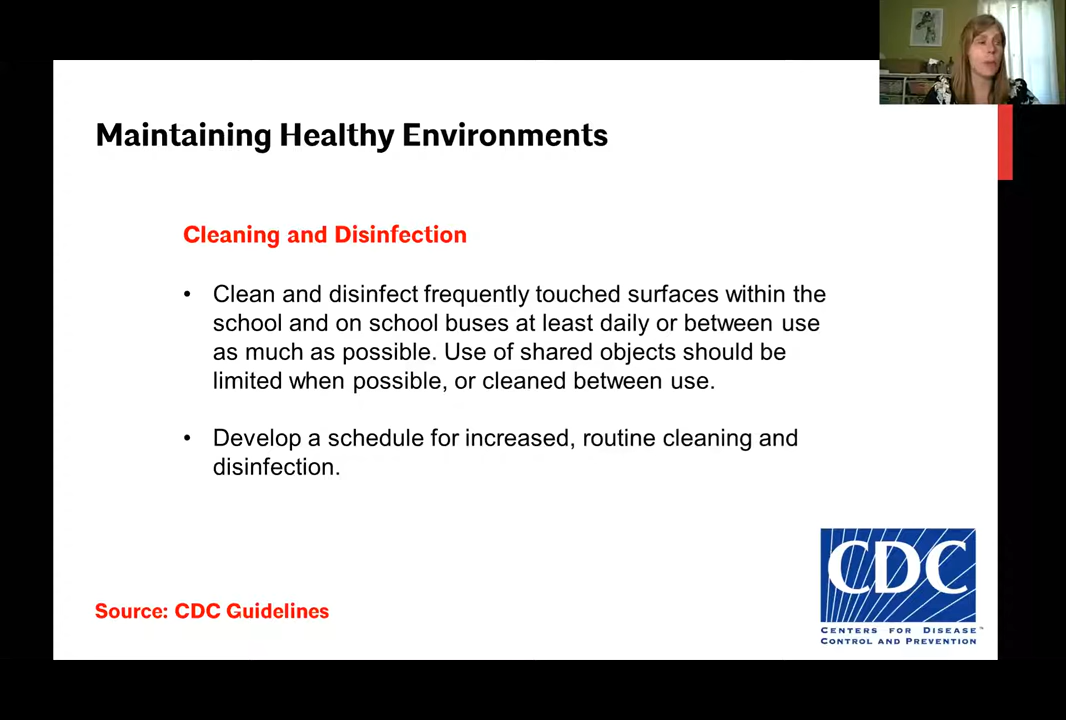 Maintaining Healthy Environments
Cleaning and Disinfection
• Clean and disinfect frequently touched surfaces within the
school and on school buses at least daily or between use
as much as possible. Use of shared objects should be
limited when possible, or cleaned between use.
• Develop a schedule for increased, routine cleaning and
disinfection.
Source: CDC Guidelines
CDC
CENTERS FOR DISEASE™
CONTROL AND PREVENTION